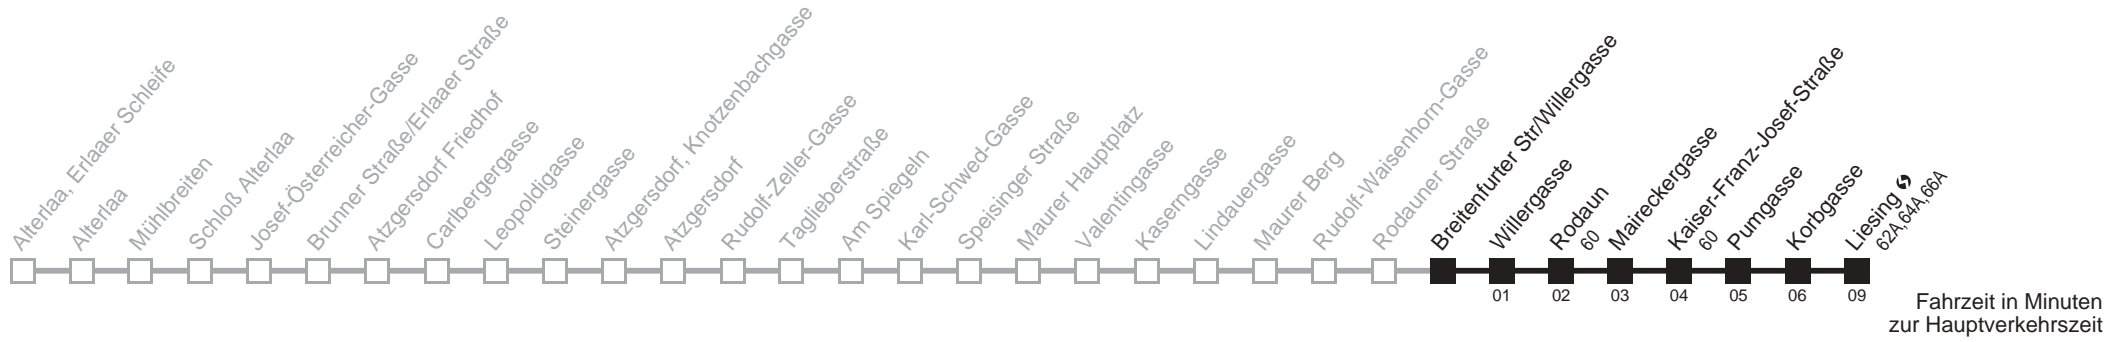 Alterlaa, Erlaaer Schleife
Alterlaa
Mühlbreiten
Schloß Alterlaa
Josef-Österreicher-Gasse
Brunner Straße/Erlaaer Straße
Atzgersdorf Friedhof
Carlbergergasse
Leopoldigasse
Steinergasse
Atzgersdorf, Knotzenbachgasse
Atzgersdorf
Rudolf-Zeller-Gasse
Taglieberstraße
Am Spiegeln
Karl-Schwed-Gasse
Speisinger Straße
Maurer Hauptplatz
Valentingasse
Kaserngasse
Lindauergasse
Maurer Berg
Rudolf-Waisenhorn-Gasse
Rodauner Straße
Breitenfurter Str/Willergasse
Willergasse
Rodaun
60
Maireckergasse
Kaiser-Franz-Josef-Straße
60
Pumgasse
Korbgasse
Liesing
62A,64A,66A
01 02 03 04 05 06 09
Fahrzeit in Minuten
zur Hauptverkehrszeit